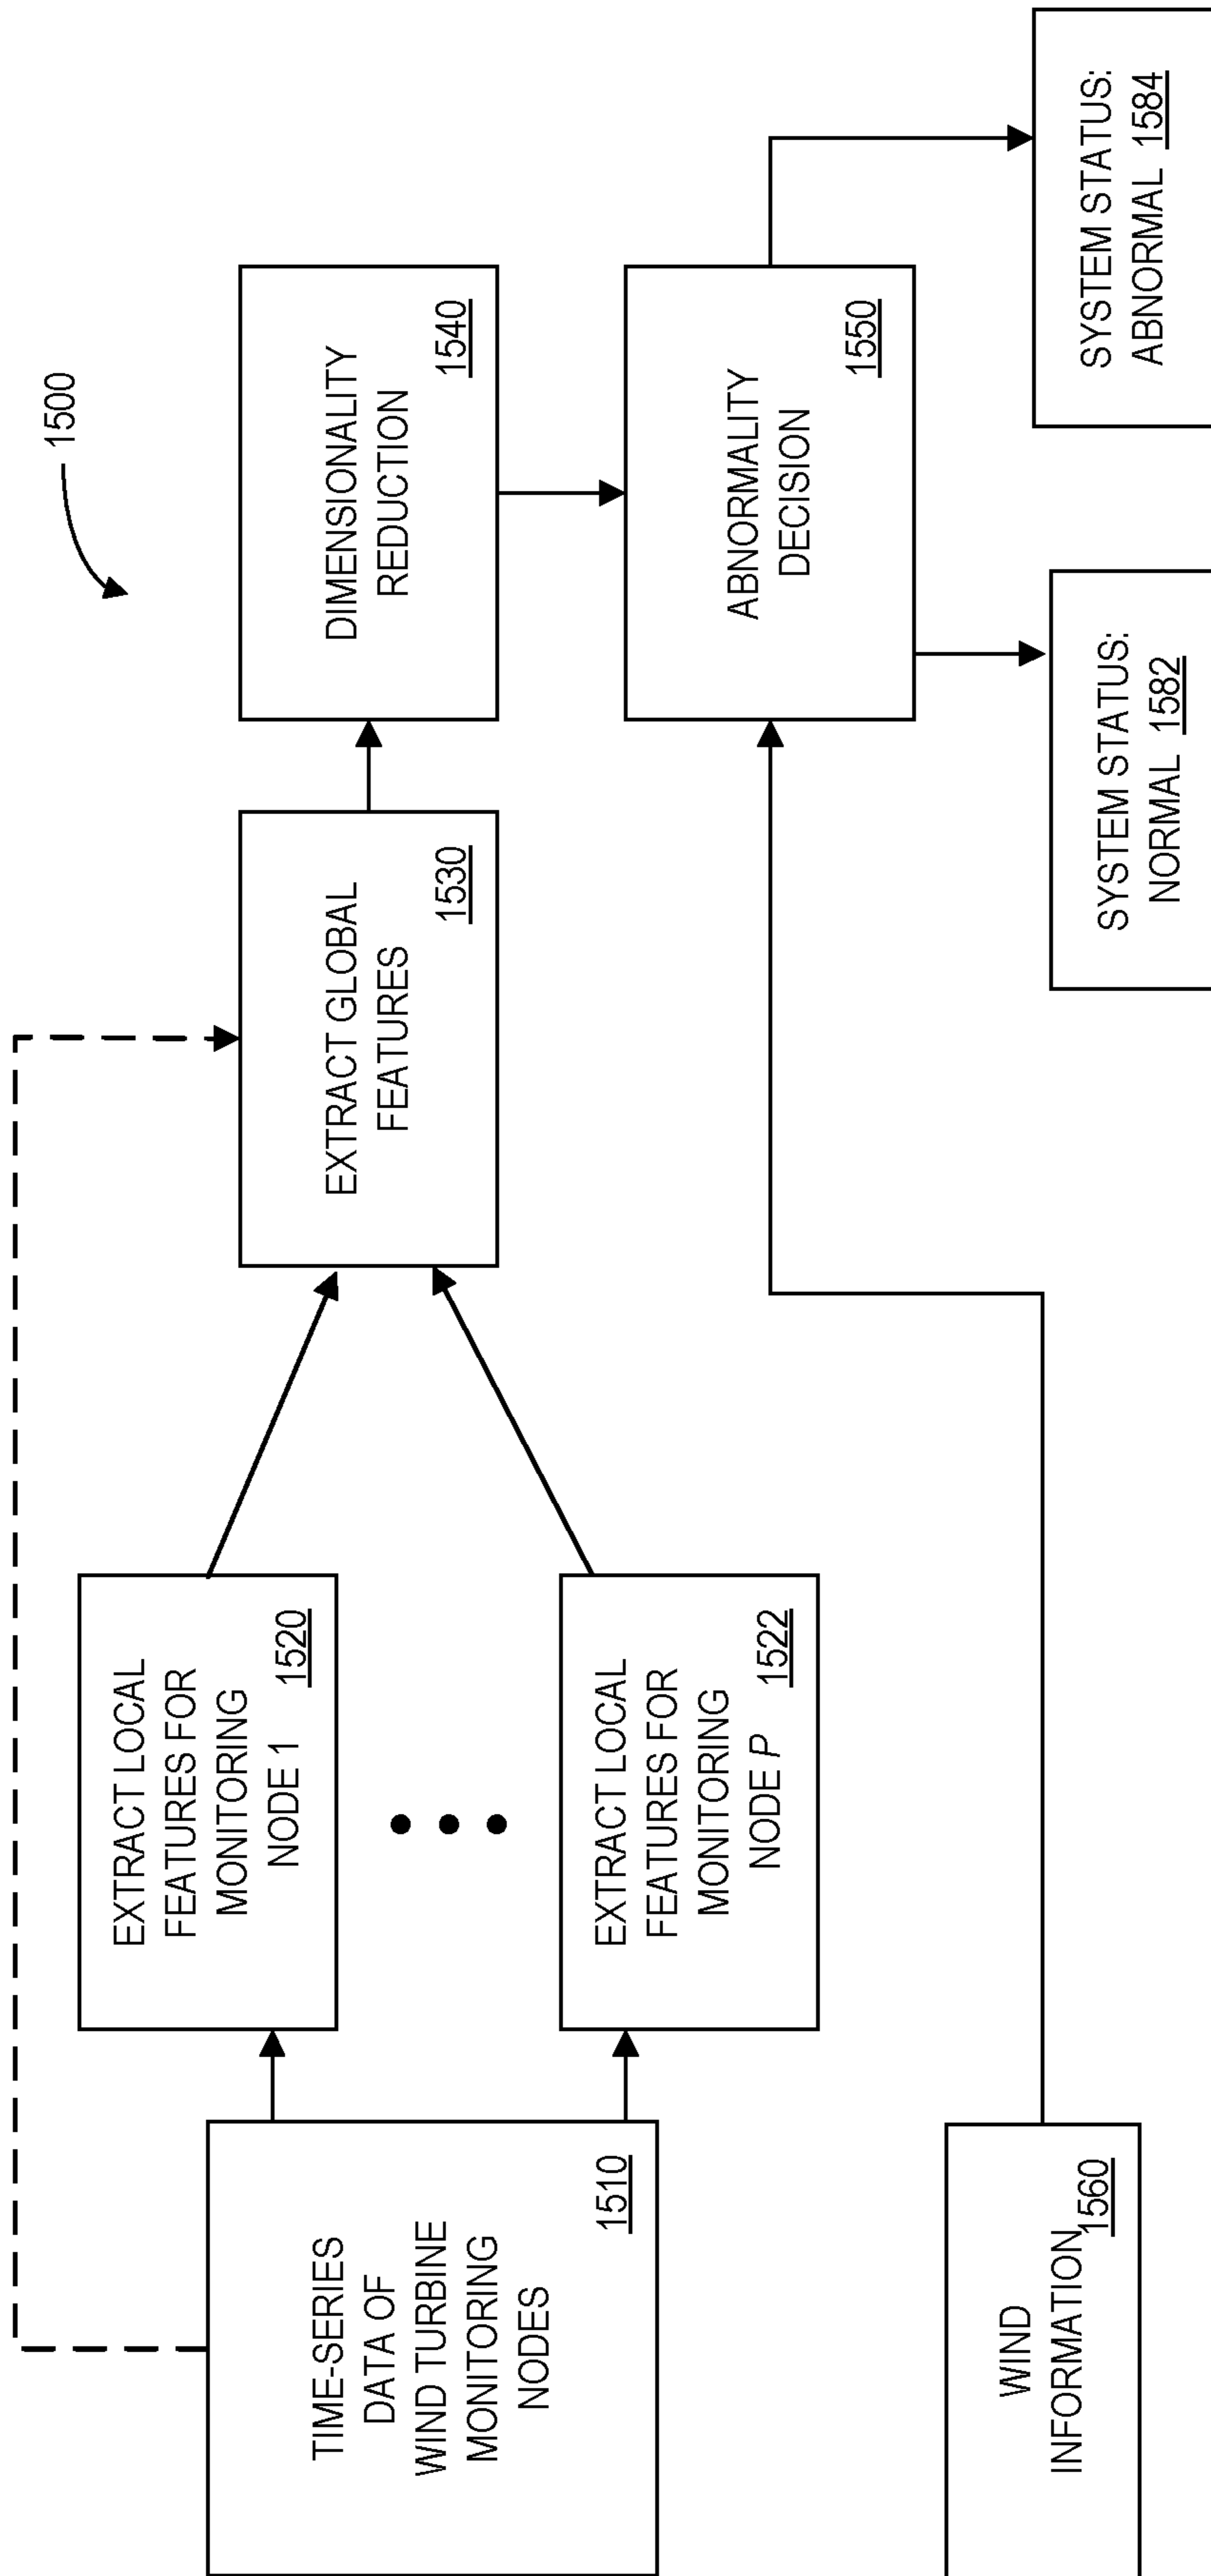 1500
TIME-SERIES
DATA OF
WIND TURBINE
MONITORING
NODES
1510
EXTRACT LOCAL
FEATURES FOR
MONITORING
NODE 1
1520
EXTRACT LOCAL
FEATURES FOR
MONITORING
NODE P
1522
EXTRACT GLOBAL
FEATURES
1530
DIMENSIONALITY
REDUCTION
1540
ABNORMALITY
DECISION
1550
WIND
INFORMATION
1560
SYSTEM STATUS:
NORMAL 1582
SYSTEM STATUS:
ABNORMAL 1584